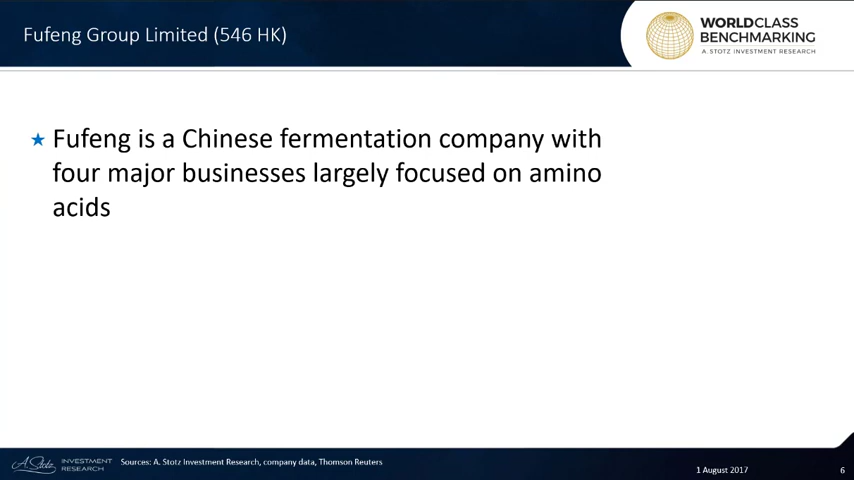 Fufeng Group Limited (546 HK)
WORLDCLASS
BENCHMARKING
A STOTZ INVESTMENT RESEARCH
★ Fufeng is a Chinese fermentation company with
four major businesses largely focused on amino
acids
A. Stotz INVESTMENT
RESEARCH
Sources: A. Stotz Investment Research, company data, Thomson Reuters
1 August 2017
6